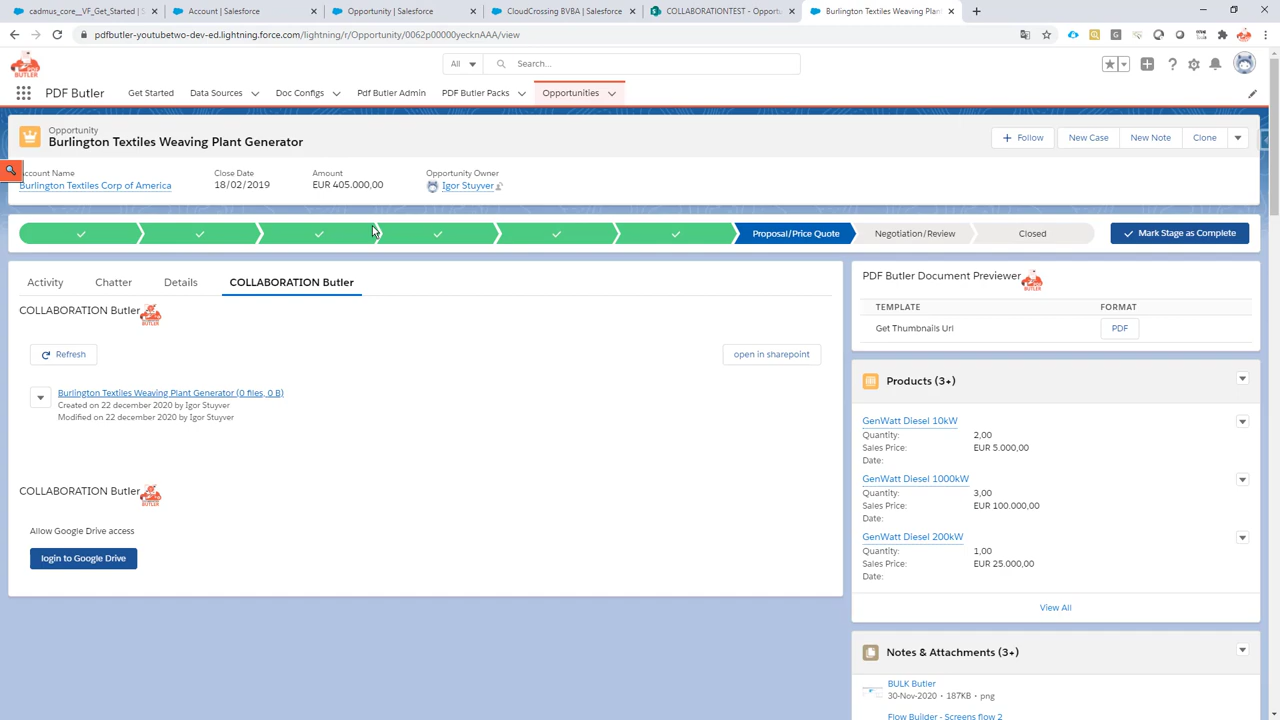 cadmus_core__VF_Get_Started | S
Account | Salesforce
Opportunity | Salesforce
CloudCrossing BVBA | Salesforce
COLLABORATIONTEST - Opportu
Burlington Textiles Weaving Plant
pdfbutler-youtubetwo-dev-ed.lightning.force.com/lightning/r/Opportunity/0062p00000yecknAAA/view
BUTLER
All
Search...
PDF Butler
Get Started
Data Sources
Doc Configs
Pdf Butler Admin
PDF Butler Packs
Opportunities
Opportunity
Burlington Textiles Weaving Plant Generator
+ Follow
New Case
New Note
Clone
Account Name
Burlington Textiles Corp of America
Close Date
18/02/2019
Amount
EUR 405.000,00
Opportunity Owner
Igor Stuyver
Proposal/Price Quote
Negotiation/Review
Closed
Mark Stage as Complete
Activity
Chatter
Details
COLLABORATION Butler
COLLABORATION Butler
BUTLER
Refresh
open in sharepoint
Burlington Textiles Weaving Plant Generator (0 files, 0 B)
Created on 22 december 2020 by Igor Stuyver
Modified on 22 december 2020 by Igor Stuyver
COLLABORATION Butler
BUTLER
Allow Google Drive access
login to Google Drive
PDF Butler Document Previewer
BUTLER
TEMPLATE
FORMAT
Get Thumbnails Url
PDF
Products (3+)
GenWatt Diesel 10kW
Quantity: 2,00
Sales Price: EUR 5.000,00
Date:
GenWatt Diesel 1000kW
Quantity: 3,00
Sales Price: EUR 100.000,00
Date:
GenWatt Diesel 200kW
Quantity: 1,00
Sales Price: EUR 25.000,00
Date:
View All
Notes & Attachments (3+)
BULK Butler
30-Nov-2020 • 187KB • png
Flow Builder - Screens flow 2